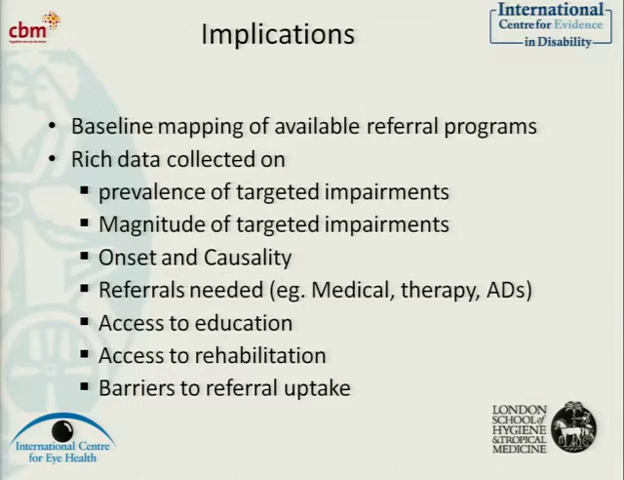 cbm
Implications
International
Centre for Evidence
in Disability
• Baseline mapping of available referral programs
• Rich data collected on
▪ prevalence of targeted impairments
▪ Magnitude of targeted impairments
▪ Onset and Causality
▪ Referrals needed (eg. Medical, therapy, ADs)
▪ Access to education
▪ Access to rehabilitation
▪ Barriers to referral uptake
International Centre
for Eye Health
LONDON
SCHOOL of
HYGIENE
&TROPICAL
MEDICINE